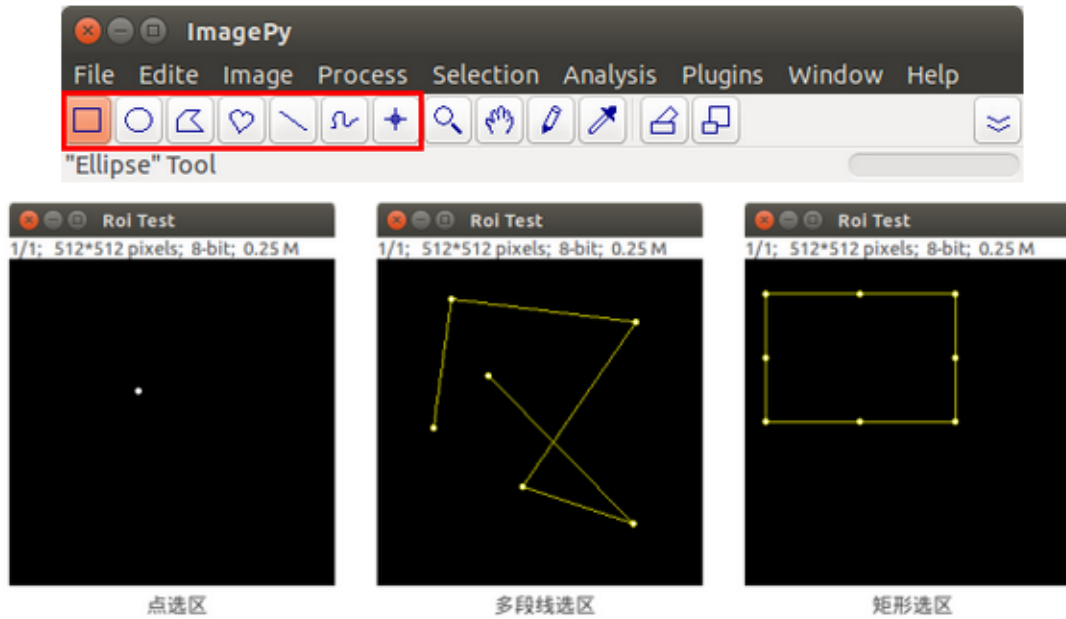 ImagePy
File Edite Image Process Selection Analysis Plugins Window Help
"Ellipse" Tool
Roi Test
1/1; 512*512 pixels; 8-bit; 0.25 M
点选区
Roi Test
1/1; 512*512 pixels; 8-bit; 0.25 M
多段线选区
Roi Test
1/1; 512*512 pixels; 8-bit; 0.25 M
矩形选区